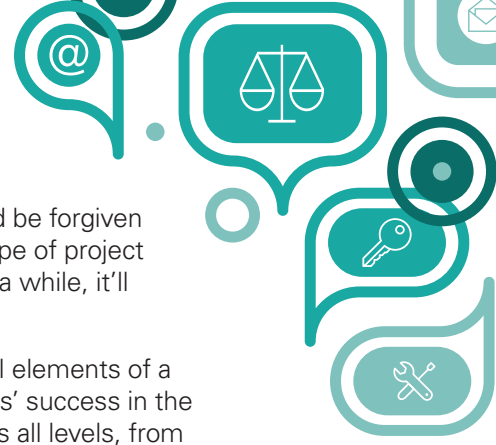 @
d be forgiven
pe of project
a while, it'll
l elements of a
s' success in the
s all levels, from